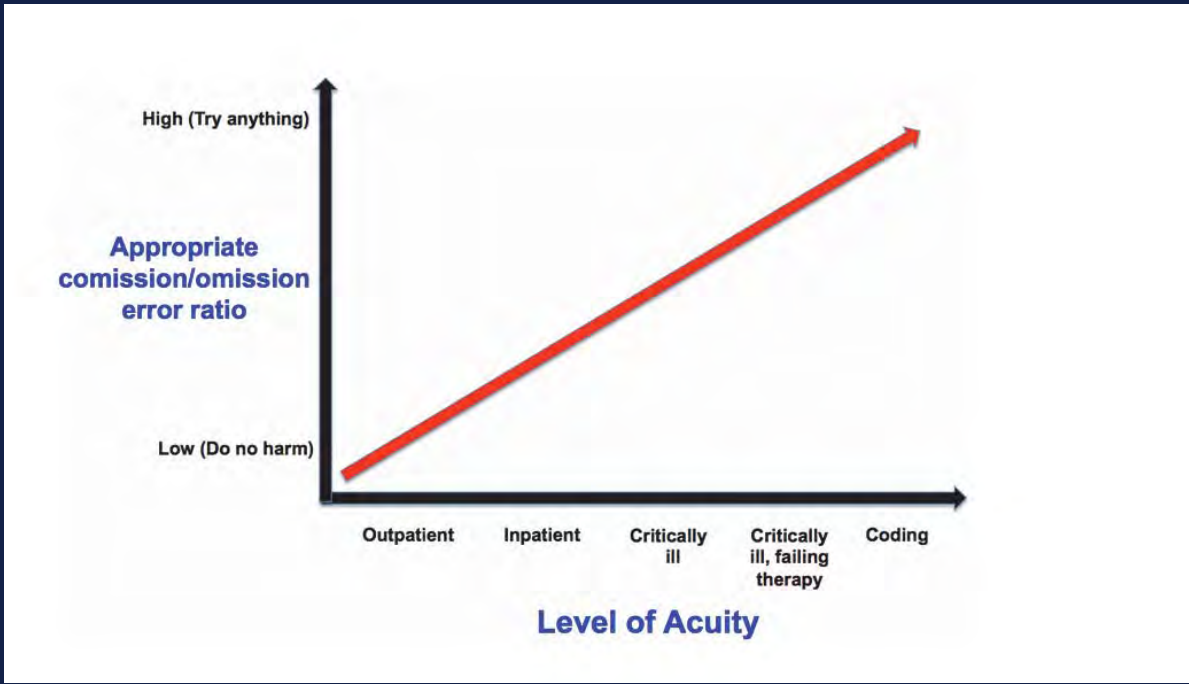 High (Try anything)
Appropriate
comission/omission
error ratio
Low (Do no harm)
Outpatient
Inpatient
Critically
ill
Critically
ill, failing
therapy
Coding
Level of Acuity